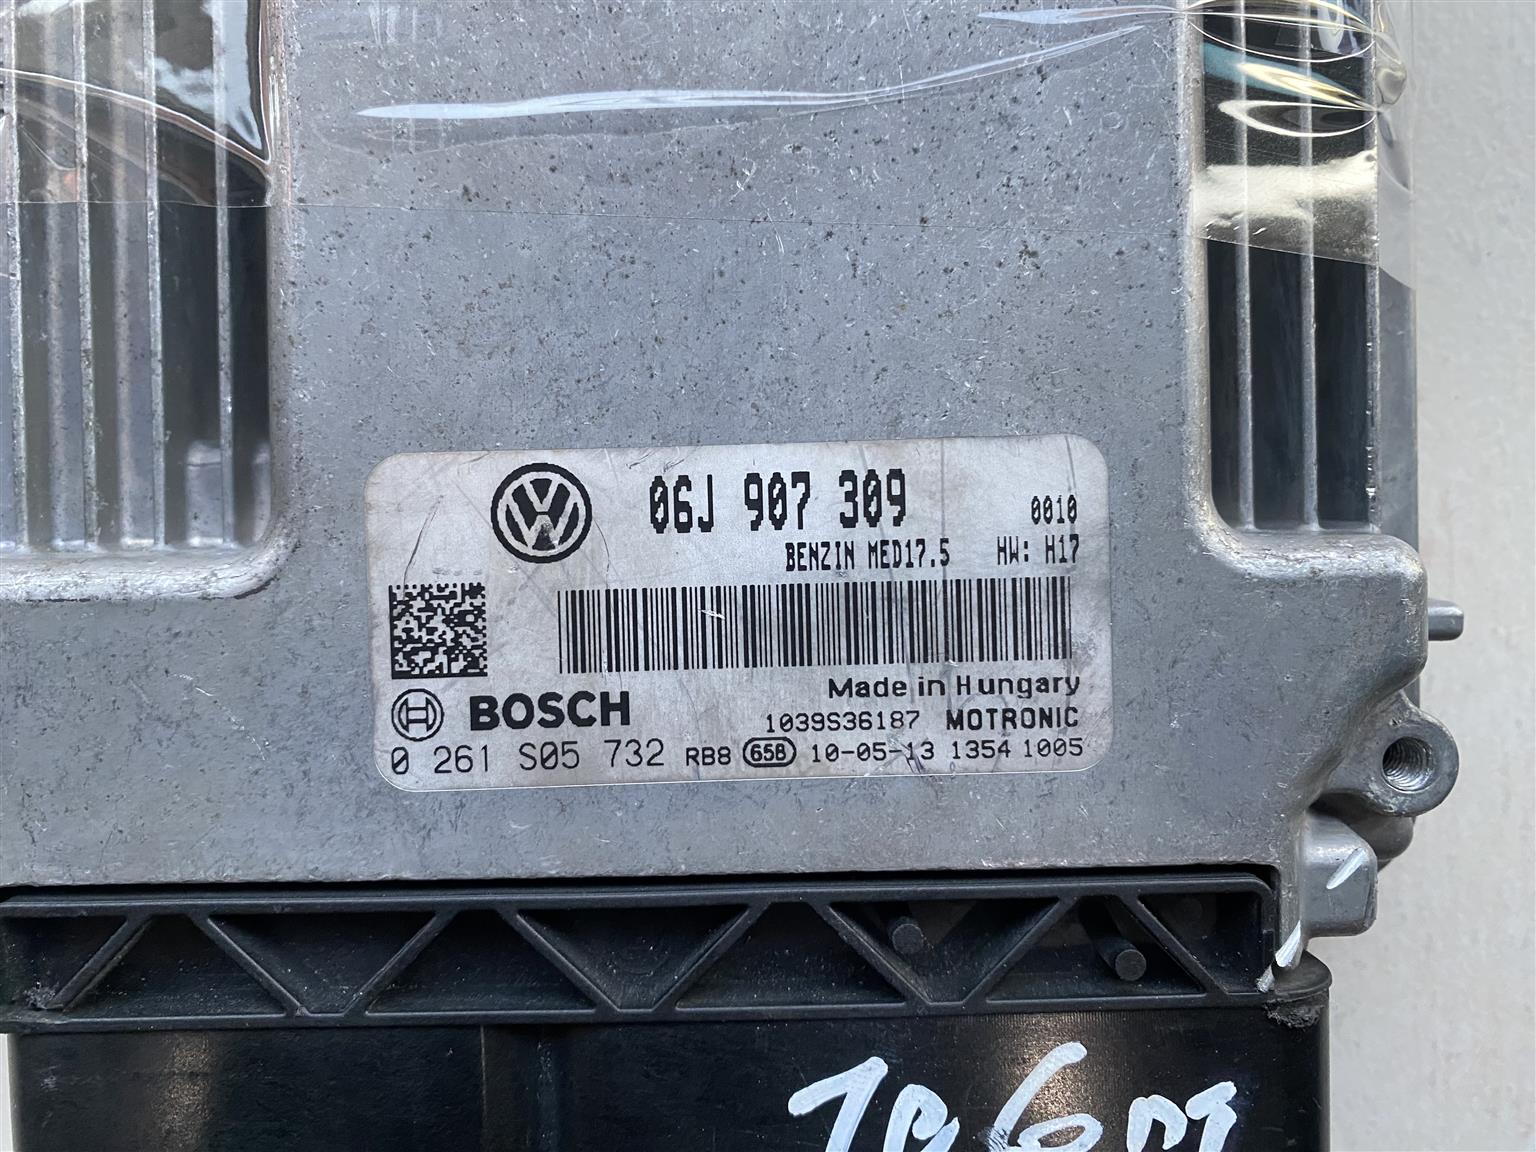 06J 907 309
0010
BENZIN MED17.5 HW: H17
Made in Hungary
BOSCH
1039S36187 MOTRONIC
0 261 S05 732 RB8 65B 10-05-13 1354 1005